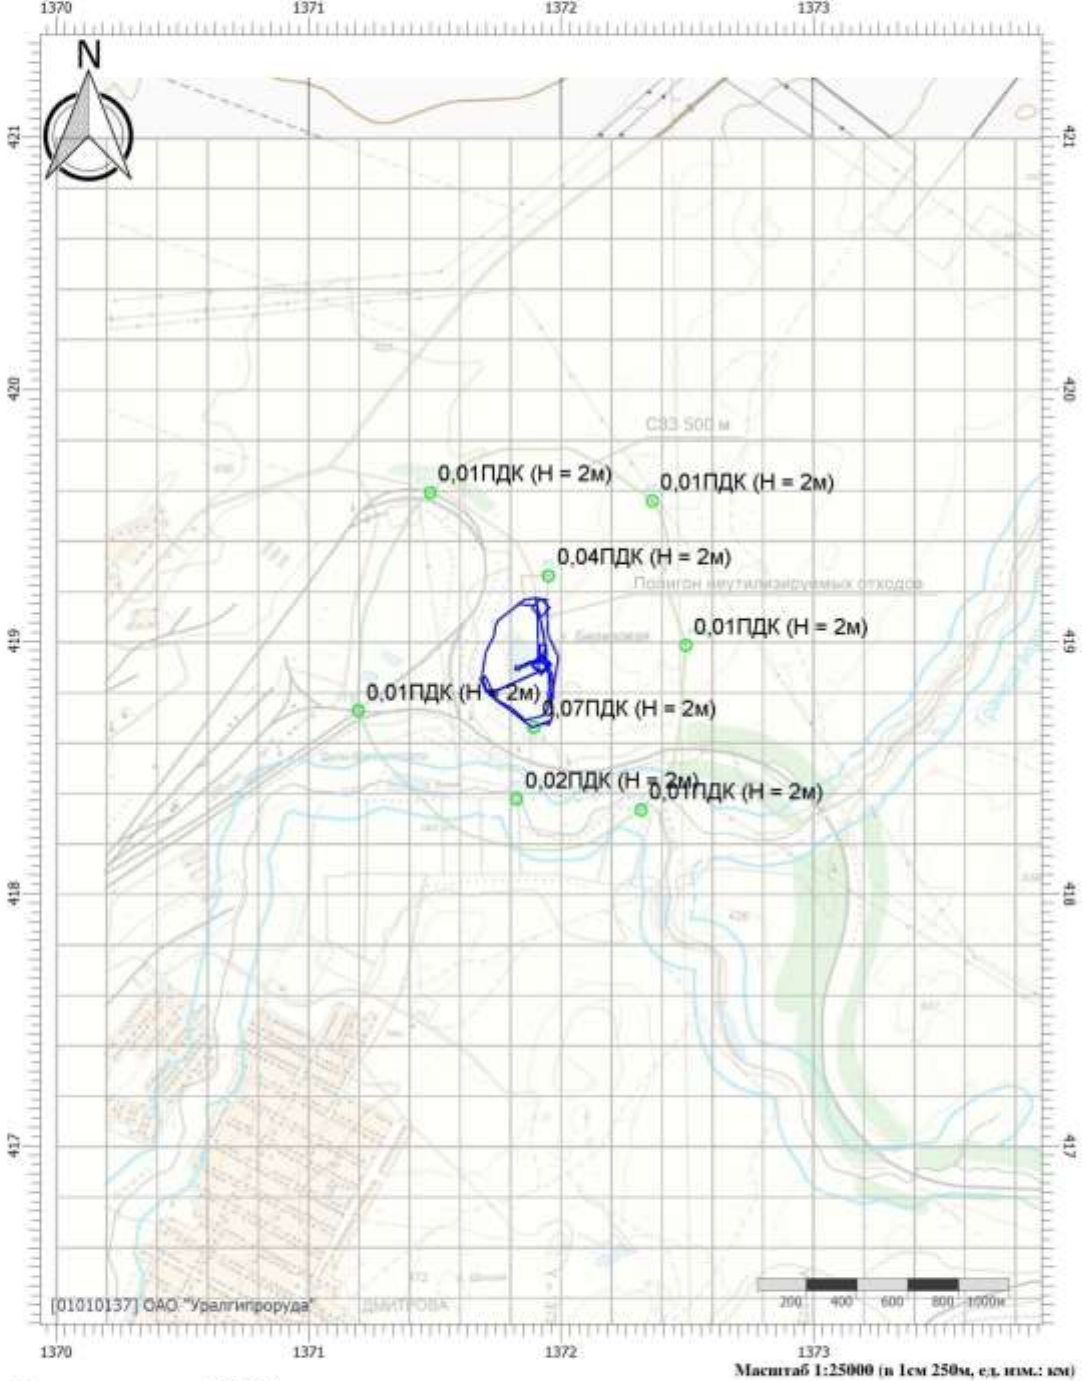 1370 1371 1372 1373
N
421 421
420 420
СЗЗ 500 м
0,01ПДК (Н = 2м)
0,01ПДК (Н = 2м)
0,04ПДК (Н = 2м)
Полигон неутилизируемых отходов
0,01ПДК (Н = 2м)
419 419
0,01ПДК (Н = 2м)
0,07ПДК (Н = 2м)
0,02ПДК (Н = 2м)
0,01ПДК (Н = 2м)
418 418
426
417 417
[01010137] ОАО "Уралгипроруда"
ДМИТРОВА
200 400 600 800 1000м
1370 1371 1372 1373
Масштаб 1:25000 (в 1см 250м, ед. изм.: км)